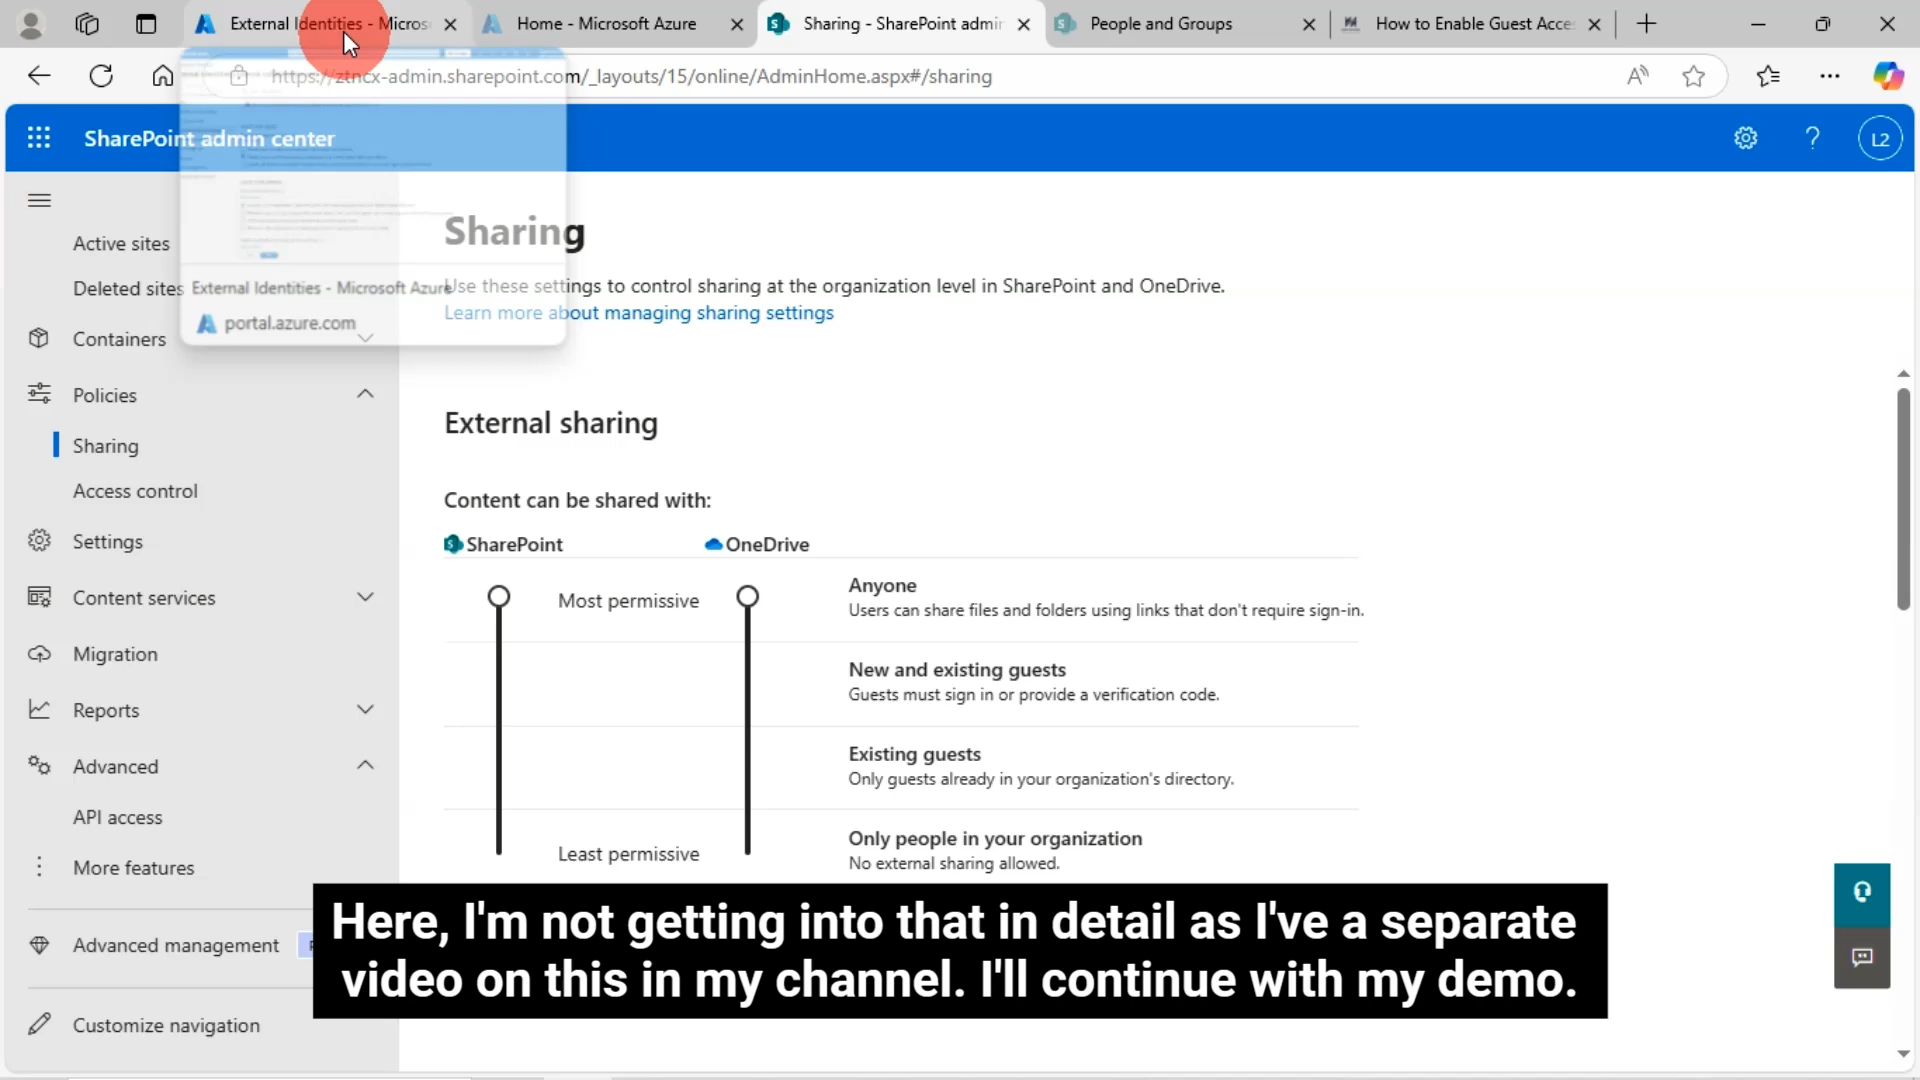 External Identities - Micros
Home - Microsoft Azure
Sharing - SharePoint admin
People and Groups
How to Enable Guest Acce
https://ztncx-admin.sharepoint.com/_layouts/15/online/AdminHome.aspx#/sharing
SharePoint admin center
L2
Active sites
Deleted sites
External Identities - Microsoft Azure
portal.azure.com
Containers
Policies
Sharing
Access control
Settings
Content services
Migration
Reports
Advanced
API access
More features
Advanced management
Customize navigation
Sharing
Use these settings to control sharing at the organization level in SharePoint and OneDrive.
Learn more about managing sharing settings
External sharing
Content can be shared with:
SharePoint
OneDrive
Most permissive
Anyone
Users can share files and folders using links that don't require sign-in.
New and existing guests
Guests must sign in or provide a verification code.
Existing guests
Only guests already in your organization's directory.
Least permissive
Only people in your organization
No external sharing allowed.
Here, I'm not getting into that in detail as I've a separate
video on this in my channel. I'll continue with my demo.